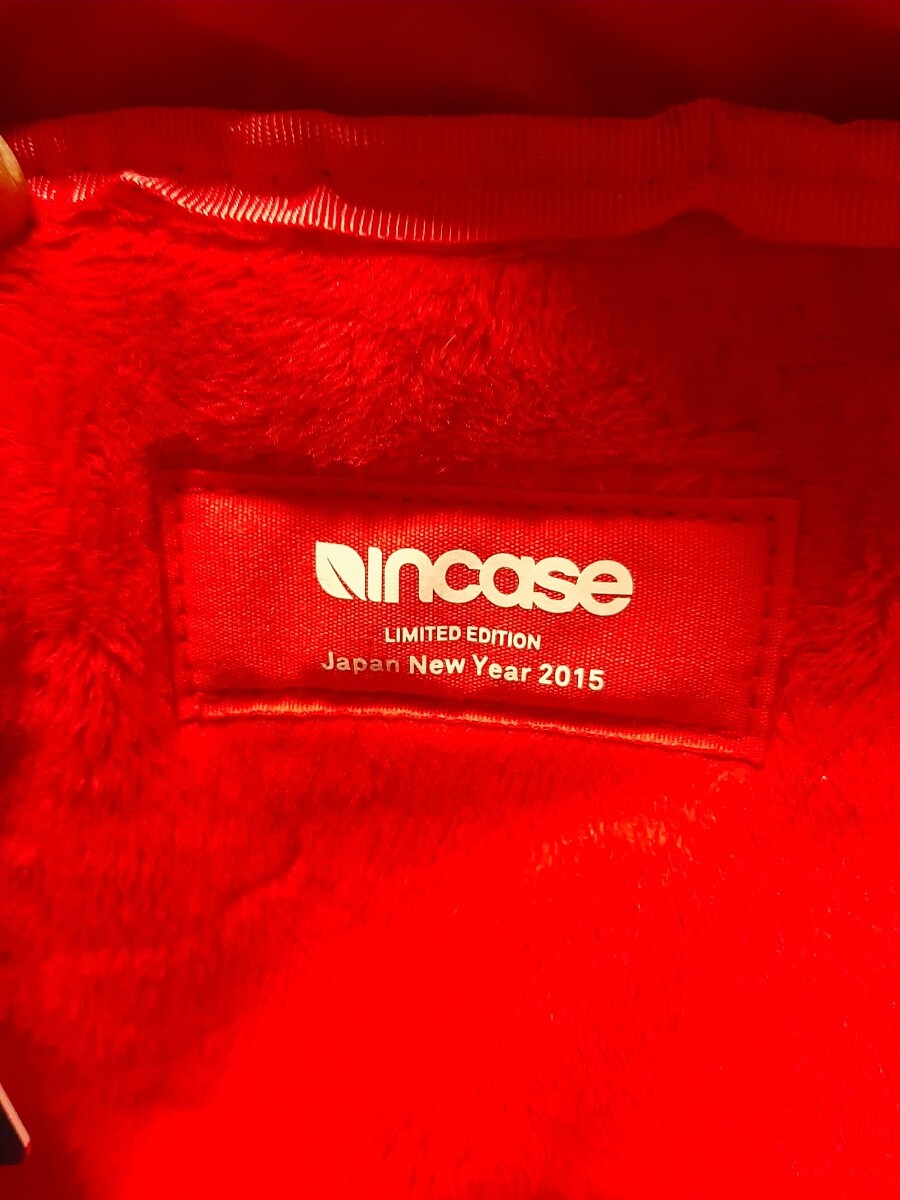 incase
LIMITED EDITION
Japan New Year 2015